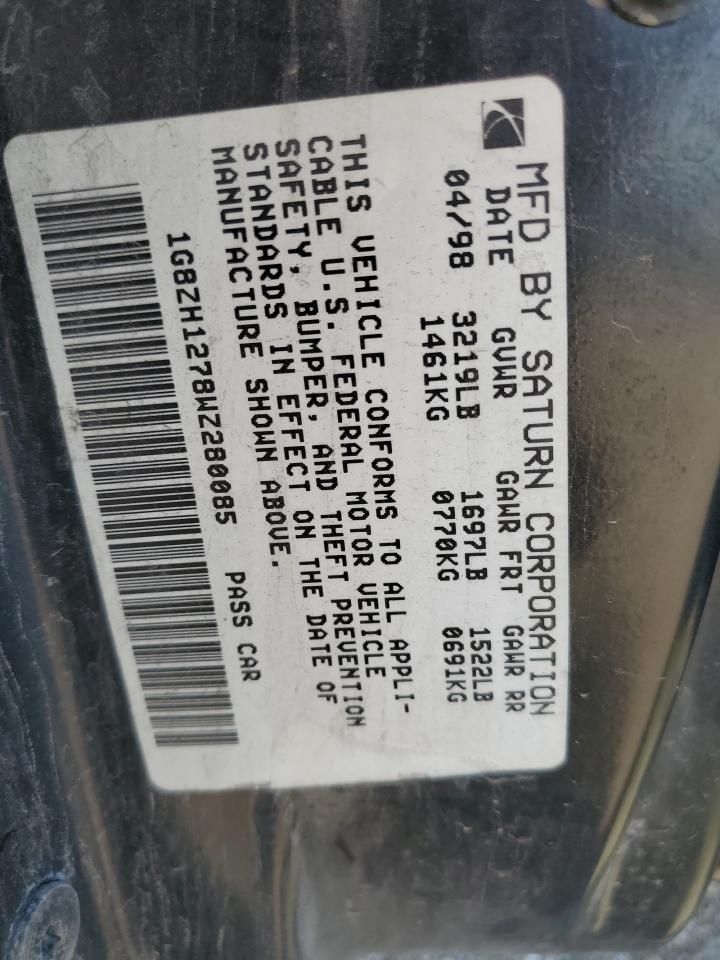 MFD BY SATURN CORPORATION
DATE GVWR GAWR FRT GAWR RR
04/98 3219LB 1697LB 1522LB
1461KG 0770KG 0691KG
THIS VEHICLE CONFORMS TO ALL APPLI-
CABLE U.S. FEDERAL MOTOR VEHICLE
SAFETY, BUMPER, AND THEFT PREVENTION
STANDARDS IN EFFECT ON THE DATE OF
MANUFACTURE SHOWN ABOVE.
1G8ZH1278WZ280085 PASS CAR